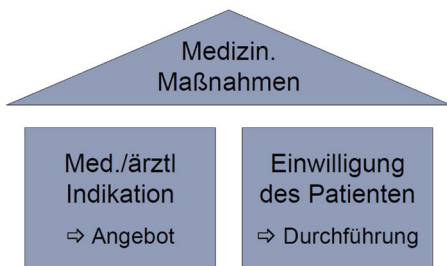 Medizin.
Maßnahmen
Med./ärztl
Indikation
⇨ Angebot
Einwilligung
des Patienten
⇨ Durchführung